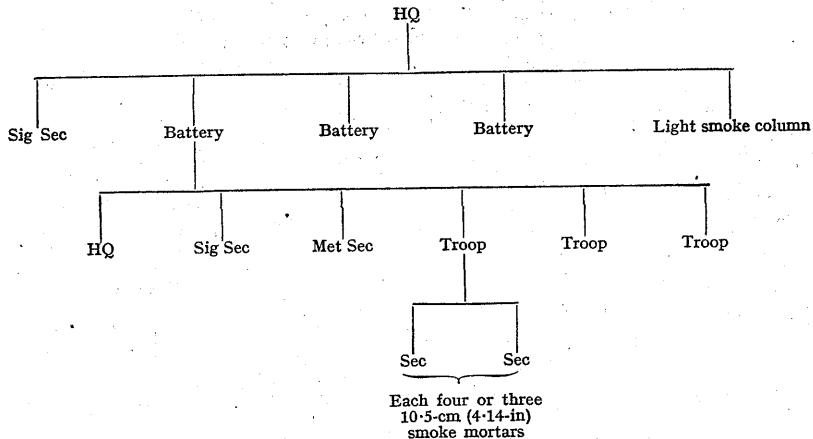 HQ
Sig Sec
Battery
Battery
Battery
Light smoke column
HQ
Sig Sec
Met Sec
Troop
Troop
Troop
Sec
Sec
Each four or three
10·5-cm (4·14-in)
smoke mortars